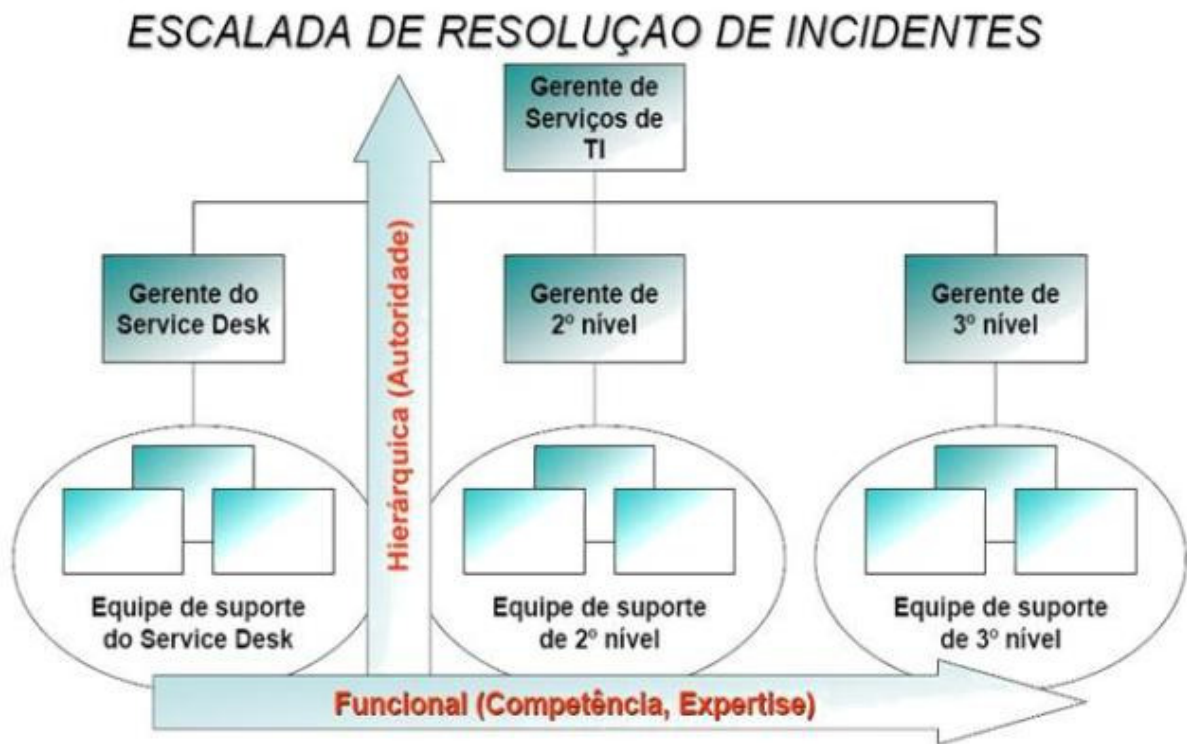 ESCALADA DE RESOLUÇAO DE INCIDENTES
Gerente de
Serviços de
TI
Gerente do
Service Desk
Gerente de
2º nível
Gerente de
3º nível
Hierárquica (Autoridade)
Equipe de suporte
do Service Desk
Equipe de suporte
de 2º nível
Equipe de suporte
de 3º nível
Funcional (Competência, Expertise)